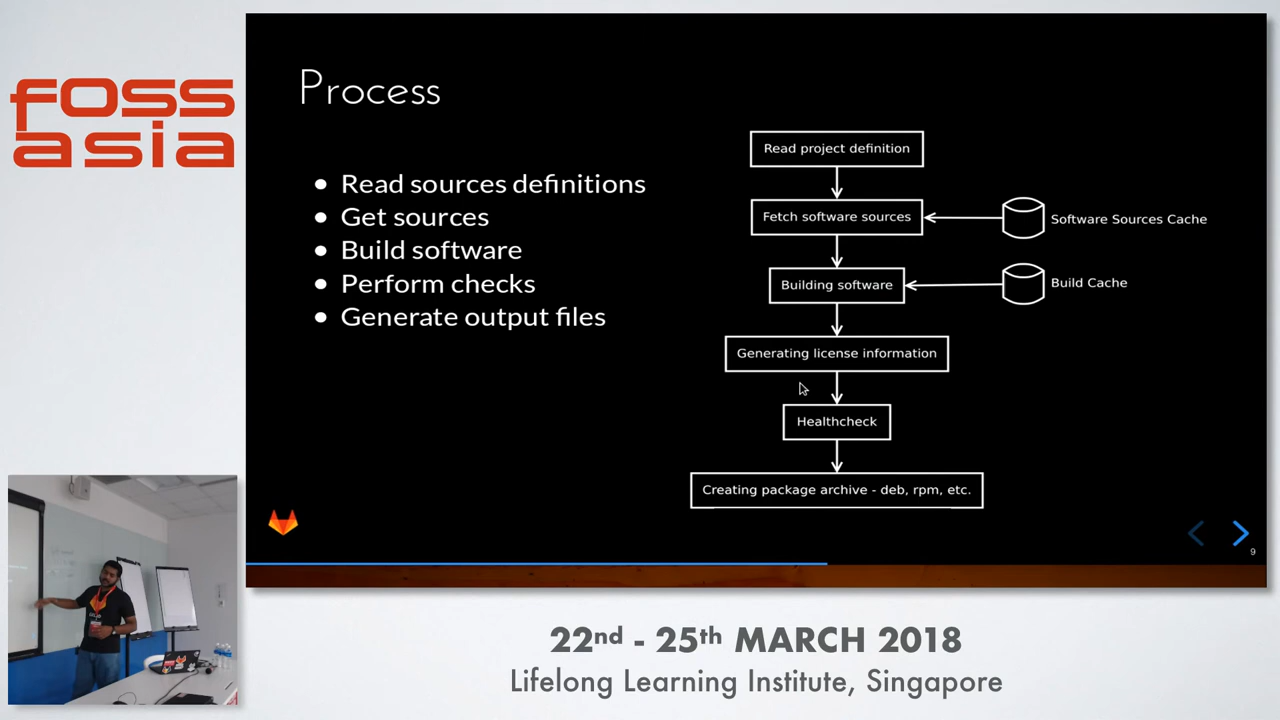 foss
asia
Process
• Read sources definitions
• Get sources
• Build software
• Perform checks
• Generate output files
Read project definition
Fetch software sources
Software Sources Cache
Building software
Build Cache
Generating license information
Healthcheck
Creating package archive - deb, rpm, etc.
9
22nd - 25th MARCH 2018
Lifelong Learning Institute, Singapore